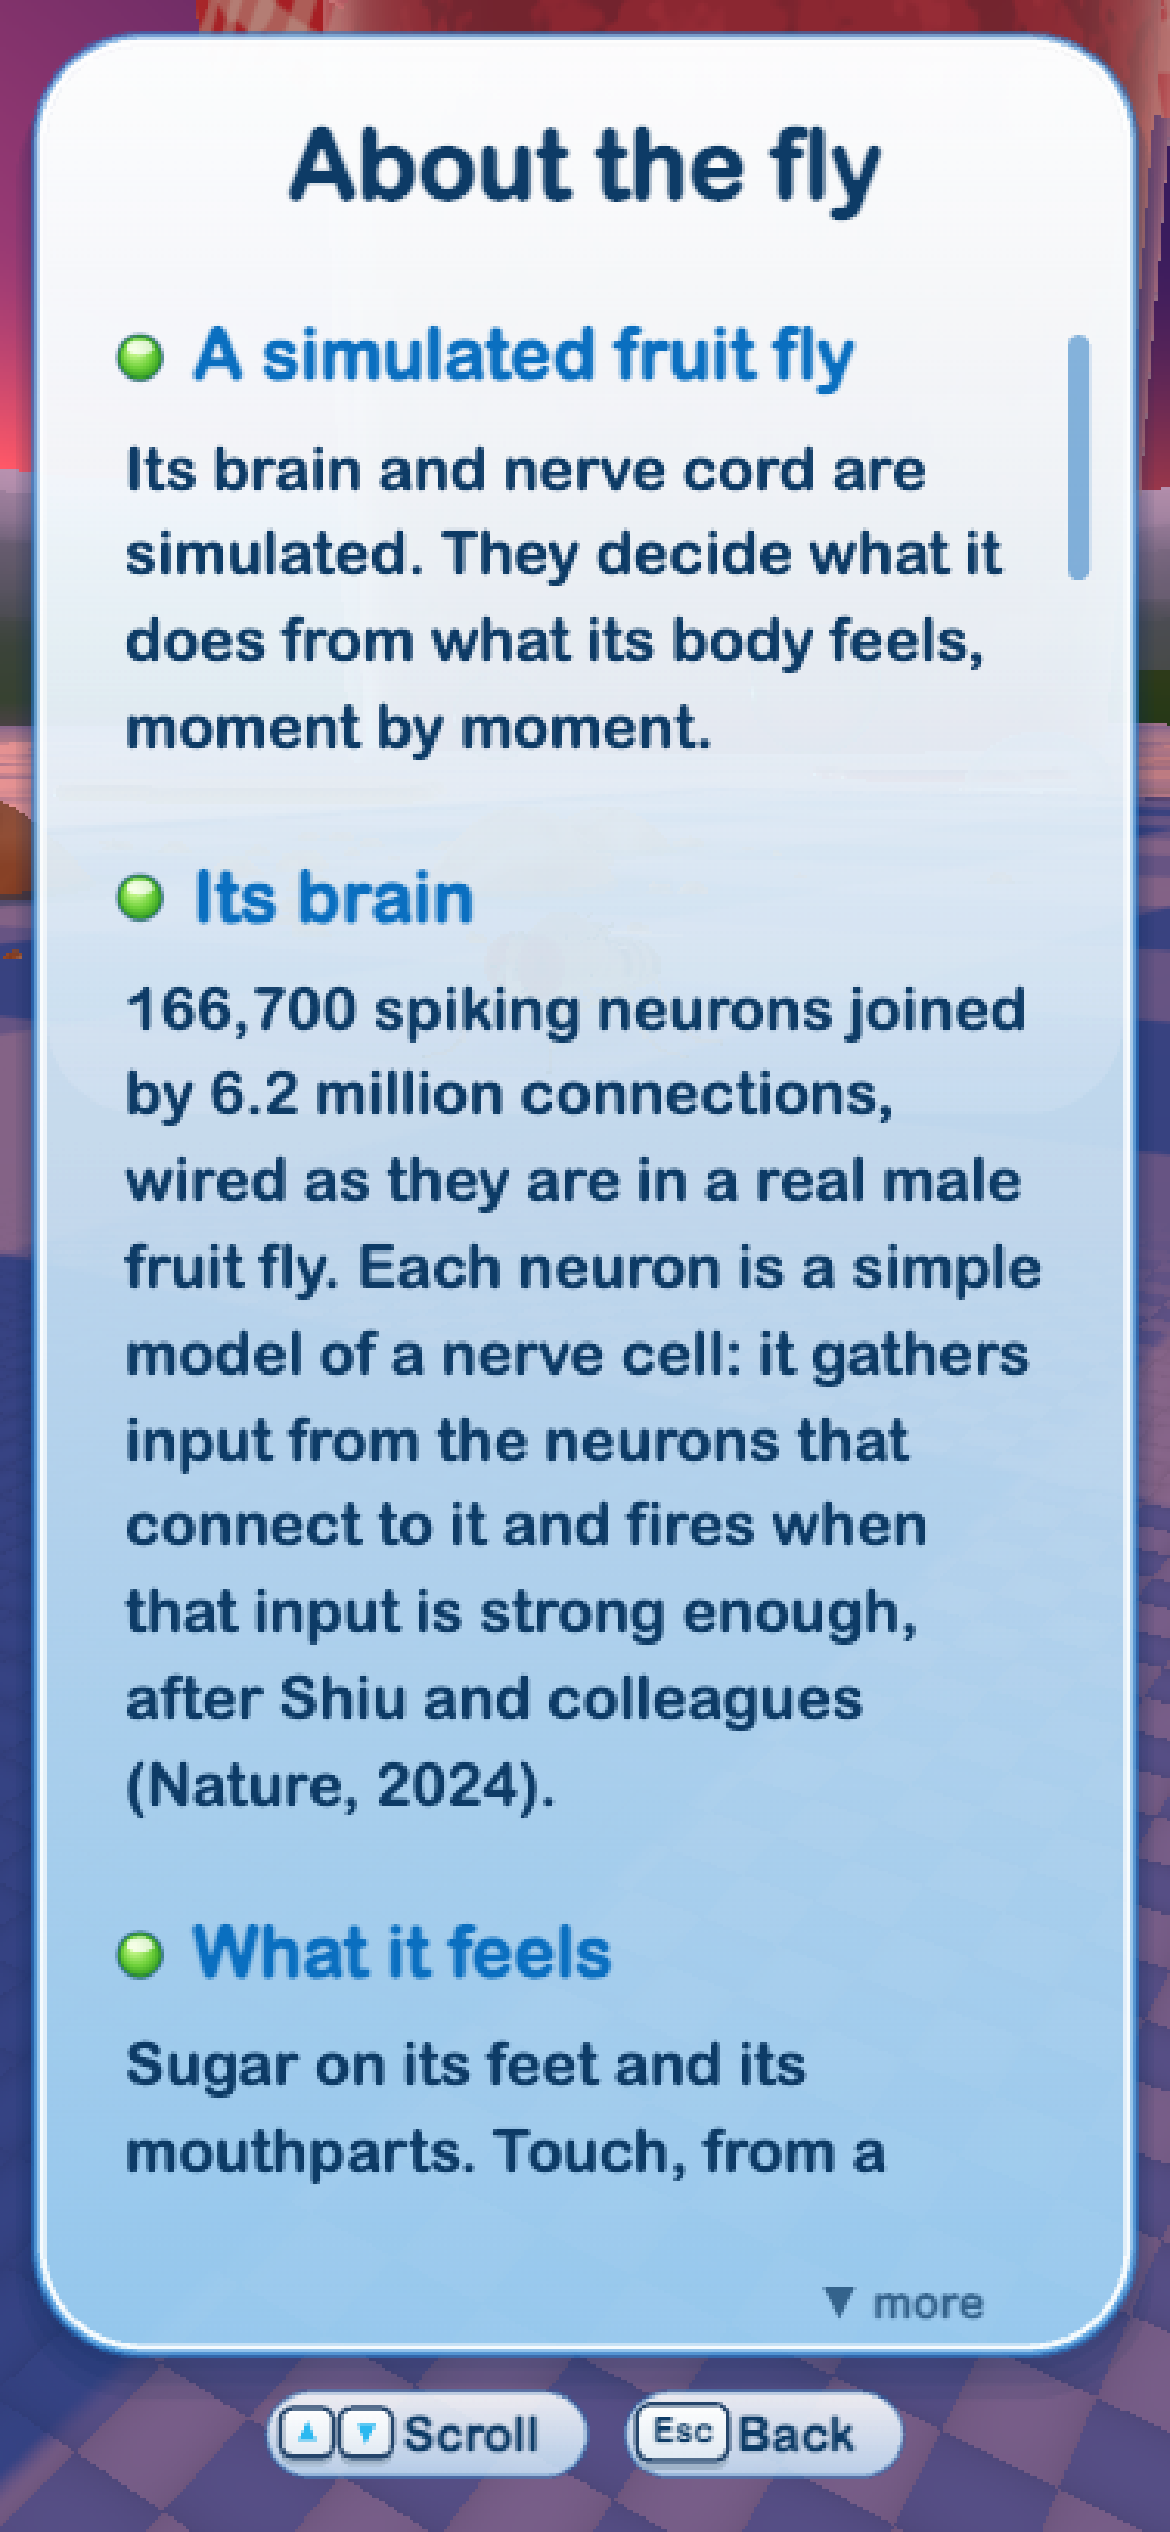 About the fly
A simulated fruit fly
Its brain and nerve cord are
simulated. They decide what it
does from what its body feels,
moment by moment.
Its brain
166,700 spiking neurons joined
by 6.2 million connections,
wired as they are in a real male
fruit fly. Each neuron is a simple
model of a nerve cell: it gathers
input from the neurons that
connect to it and fires when
that input is strong enough,
after Shiu and colleagues
(Nature, 2024).
What it feels
Sugar on its feet and its
mouthparts. Touch, from a
▼ more
▲ ▼ Scroll Esc Back